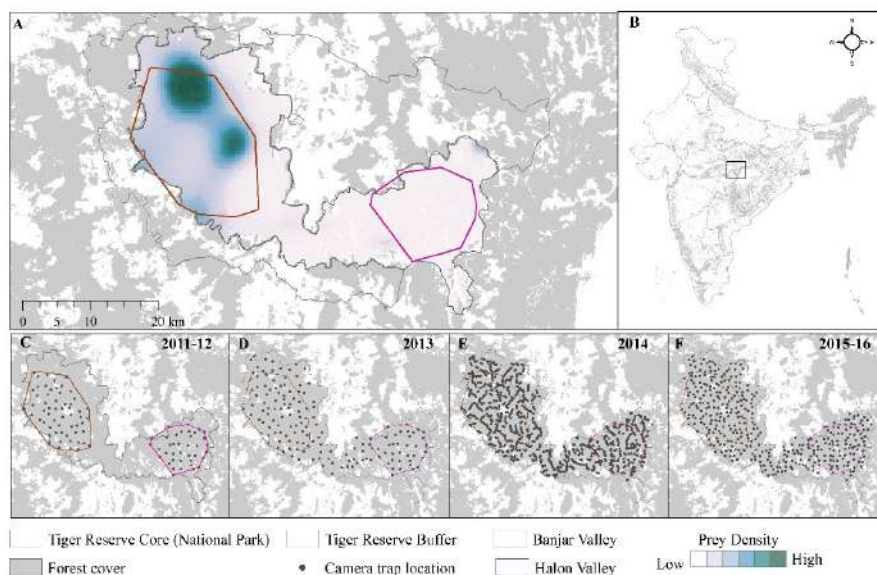 A
B
N
S
0 5 10 20 km
C 2011-12 D 2013 E 2014 F 2015-16
Tiger Reserve Core (National Park) Tiger Reserve Buffer Banjar Valley Prey Density
Forest cover Camera trap location Halon Valley Low High